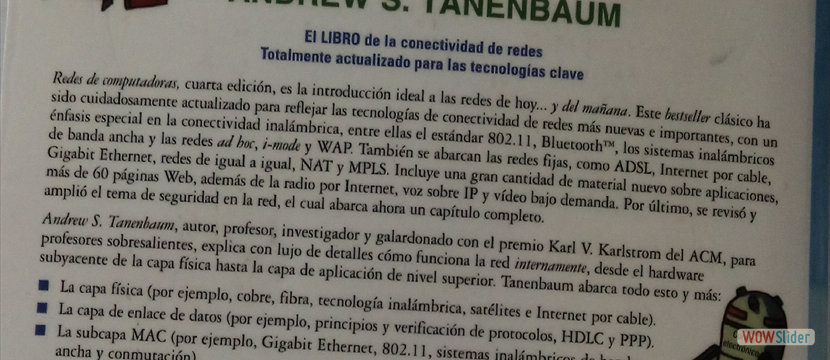 ANDREW S. TANENBAUM
El LIBRO de la conectividad de redes
Totalmente actualizado para las tecnologías clave
Redes de computadoras, cuarta edición, es la introducción ideal a las redes de hoy... y del mañana. Este bestseller clásico ha
sido cuidadosamente actualizado para reflejar las tecnologías de conectividad de redes más nuevas e importantes, con un
énfasis especial en la conectividad inalámbrica, entre ellas el estándar 802.11, Bluetooth™, los sistemas inalámbricos
de banda ancha y las redes ad hoc, i-mode y WAP. También se abarcan las redes fijas, como ADSL, Internet por cable,
Gigabit Ethernet, redes de igual a igual, NAT y MPLS. Incluye una gran cantidad de material nuevo sobre aplicaciones,
más de 60 páginas Web, además de la radio por Internet, voz sobre IP y vídeo bajo demanda. Por último, se revisó y
amplió el tema de seguridad en la red, el cual abarca ahora un capítulo completo.
Andrew S. Tanenbaum, autor, profesor, investigador y galardonado con el premio Karl V. Karlstrom del ACM, para
profesores sobresalientes, explica con lujo de detalles cómo funciona la red internamente, desde el hardware
subyacente de la capa física hasta la capa de aplicación de nivel superior. Tanenbaum abarca todo esto y más:
■ La capa física (por ejemplo, cobre, fibra, tecnología inalámbrica, satélites e Internet por cable).
■ La capa de enlace de datos (por ejemplo, principios y verificación de protocolos, HDLC y PPP).
■ La subcapa MAC (por ejemplo, Gigabit Ethernet, 802.11, sistemas inalámbricos de
ancha y conmutación)
WOWSlider